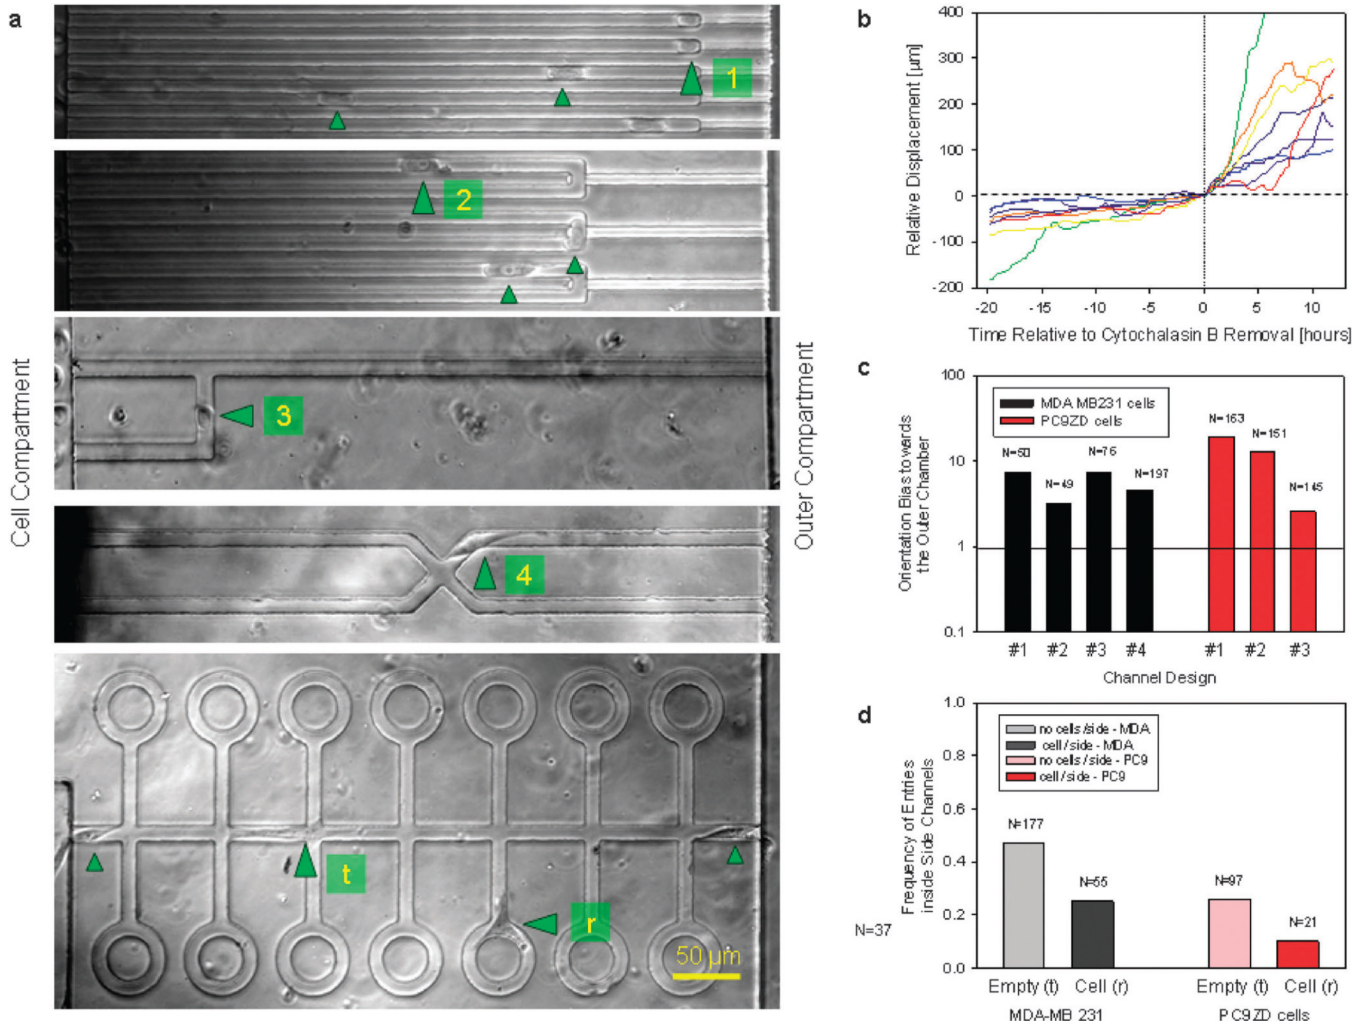 a
Cell Compartment
Outer Compartment
1
2
3
4
t
r
50 µm
b
Relative Displacement [µm]
400
300
200
100
0
-100
-200
-20
-15
-10
-5
0
5
10
Time Relative to Cytochalasin B Removal [hours]
c
Orientation Bias towards
the Outer Chamber
100
10
1
0.1
MDA MB231 cells
PC9ZD cells
N=50
N=49
N=76
N=197
N=163
N=151
N=145
#1
#2
#3
#4
#1
#2
#3
Channel Design
d
Frequency of Entries
inside Side Channels
1.0
0.8
0.6
0.4
0.2
0.0
no cells/side - MDA
cell/side - MDA
no cells/side - PC9
cell/side - PC9
N=177
N=55
N=97
N=21
N=37
Empty (t)
Cell (r)
Empty (t)
Cell (r)
MDA-MB 231
PC9ZD cells